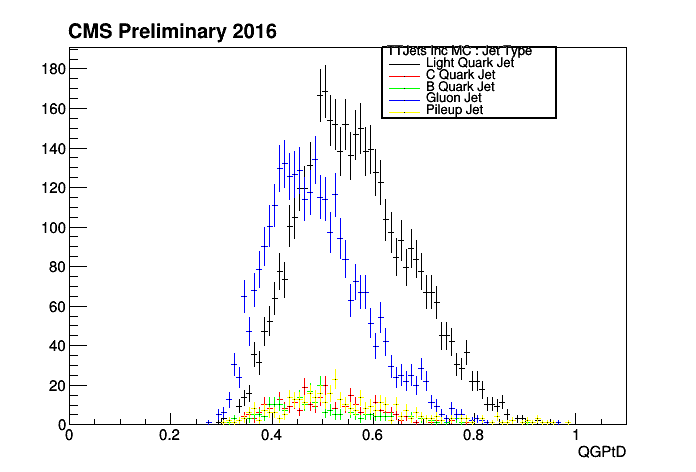 CMS Preliminary 2016
TTJets Inc MC : Jet Type
Light Quark Jet
C Quark Jet
B Quark Jet
Gluon Jet
Pileup Jet
180
160
140
120
100
80
60
40
20
0
0 0.2 0.4 0.6 0.8 1
QGPtD